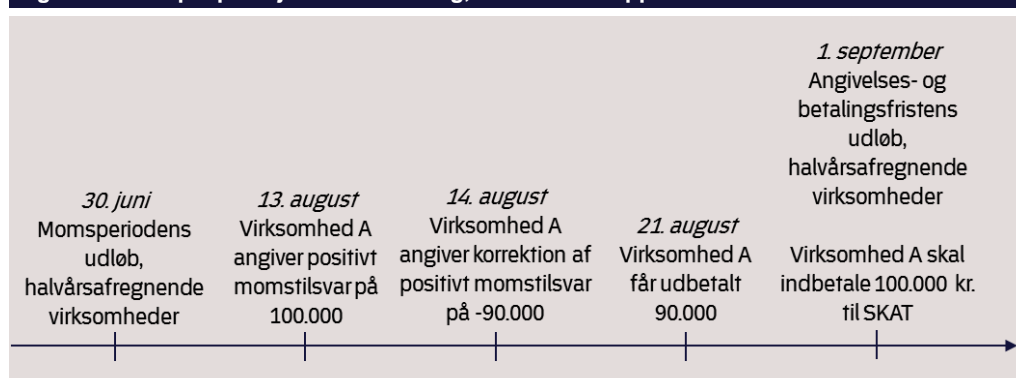 30. juni
Momsperiodens
udløb,
halvårsafregnende
virksomheder
13. august
Virksomhed A
angiver positivt
momstilsvar på
100.000
14. august
Virksomhed A
angiver korrektion af
positivt momstilsvar
på -90.000
21. august
Virksomhed A
får udbetalt
90.000
1. september
Angivelses- og
betalingsfristens
udløb,
halvårsafregnende
virksomheder
Virksomhed A skal
indbetale 100.000 kr.
til SKAT